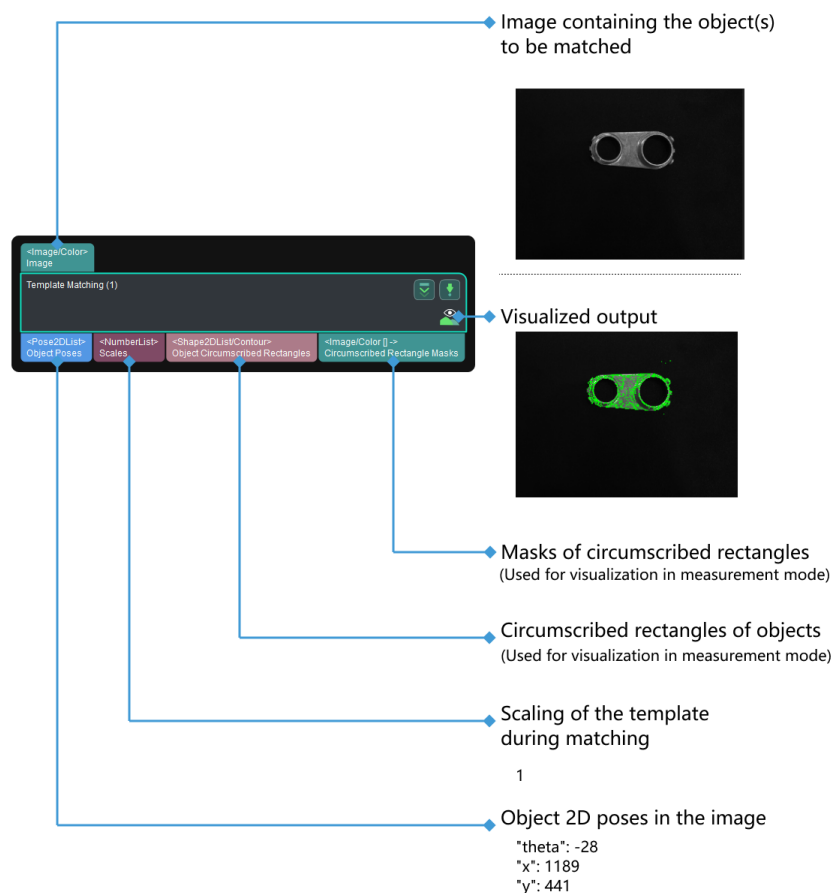 Image containing the object(s)
to be matched
<Image/Color>
Image
Template Matching (1)
Visualized output
<Pose2DList>
Object Poses
<NumberList>
Scales
<Shape2DList/Contour>
Object Circumscribed Rectangles
<Image/Color [] ->
Circumscribed Rectangle Masks
Masks of circumscribed rectangles
(Used for visualization in measurement mode)
Circumscribed rectangles of objects
(Used for visualization in measurement mode)
Scaling of the template
during matching
1
Object 2D poses in the image
"theta": -28
"x": 1189
"y": 441